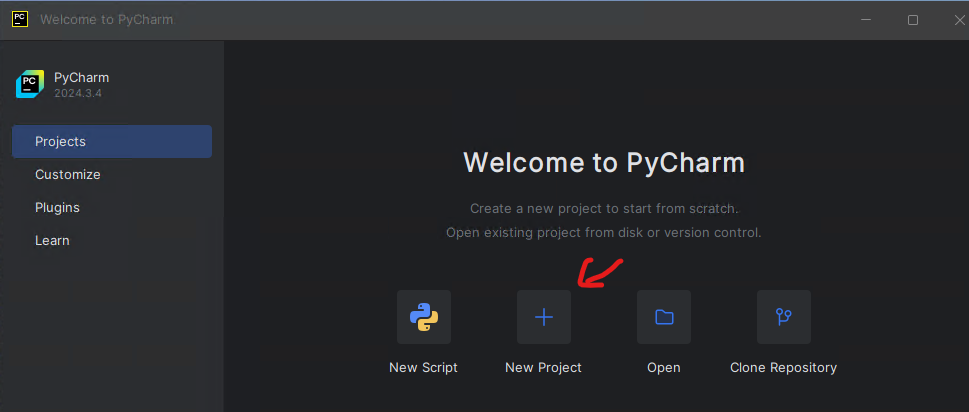 PC Welcome to PyCharm
PC PyCharm
2024.3.4
Projects
Customize
Plugins
Learn
Welcome to PyCharm
Create a new project to start from scratch.
Open existing project from disk or version control.
New Script New Project Open Clone Repository